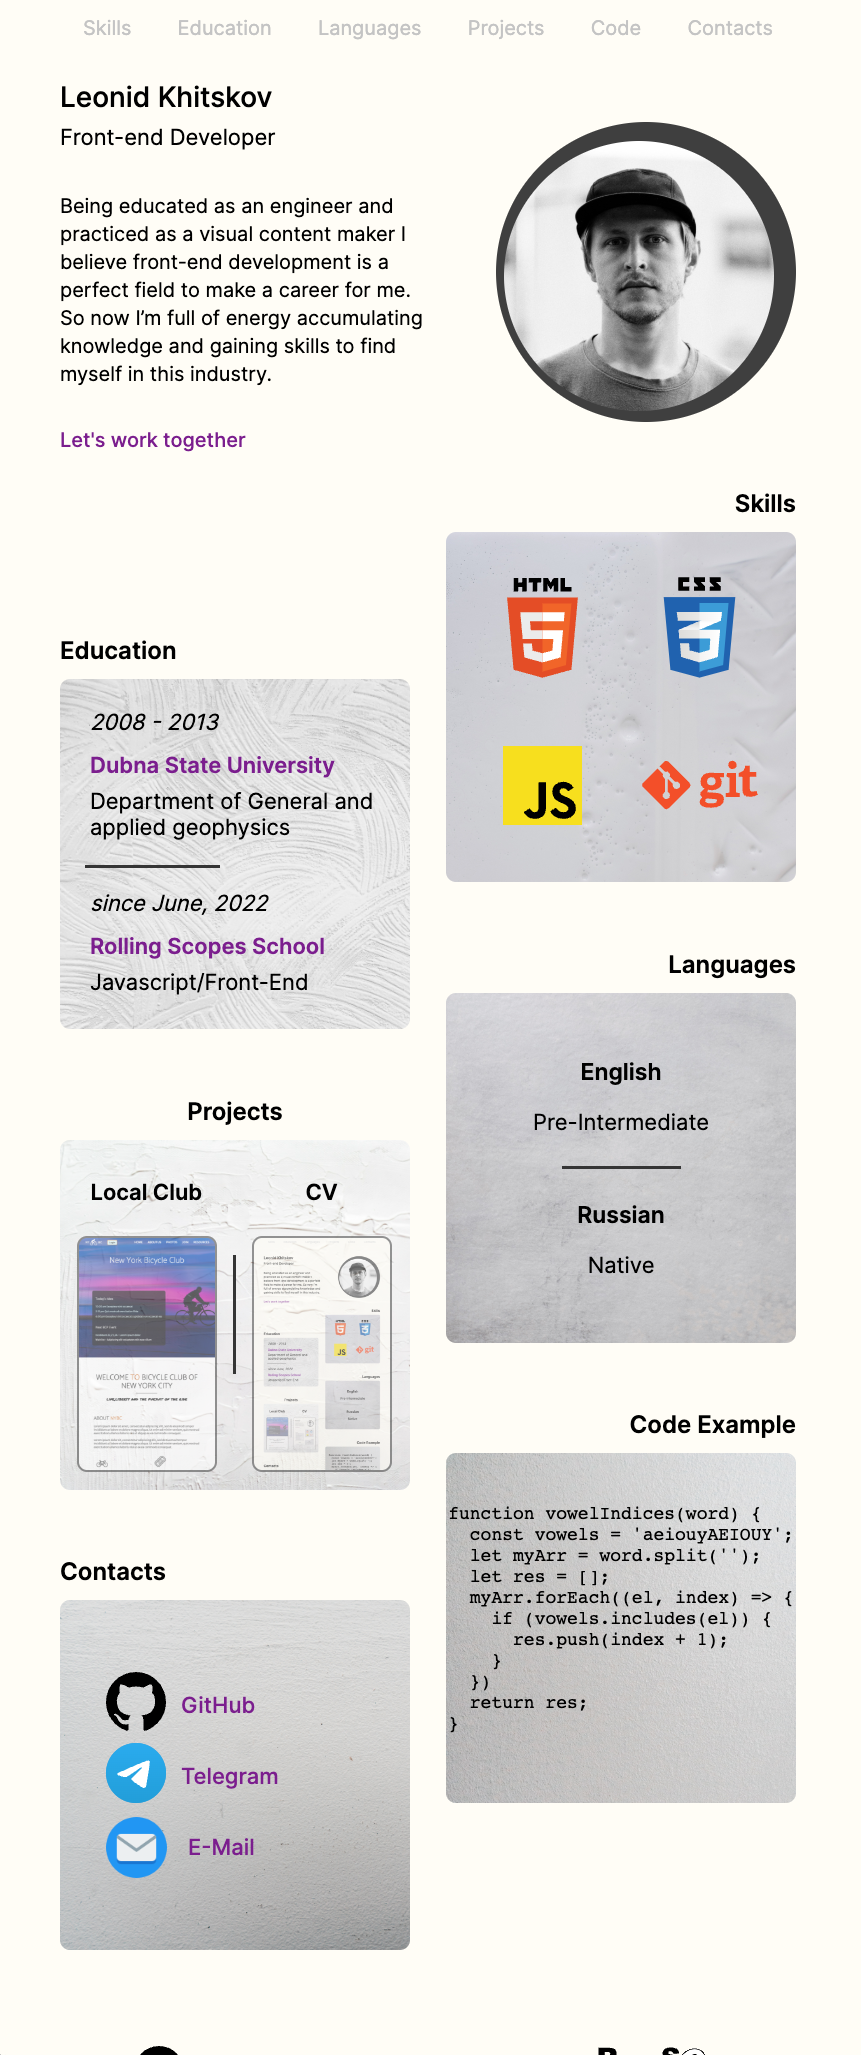 Skills Education Languages Projects Code Contacts
Leonid Khitskov
Front-end Developer
Being educated as an engineer and
practiced as a visual content maker I
believe front-end development is a
perfect field to make a career for me.
So now I’m full of energy accumulating
knowledge and gaining skills to find
myself in this industry.
Let's work together
Skills
HTML
5
CSS
3
JS
git
Education
2008 - 2013
Dubna State University
Department of General and
applied geophysics
since June, 2022
Rolling Scopes School
Javascript/Front-End
Languages
English
Pre-Intermediate
Russian
Native
Projects
Local Club
CV
New York Bicycle Club
WELCOME TO BICYCLE CLUB OF
NEW YORK CITY
ABOUT NYBC
Code Example
function vowelIndices(word) {
  const vowels = 'aeiouyAEIOUY';
  let myArr = word.split('');
  let res = [];
  myArr.forEach((el, index) => {
    if (vowels.includes(el)) {
      res.push(index + 1);
    }
  })
  return res;
}
Contacts
GitHub
Telegram
E-Mail